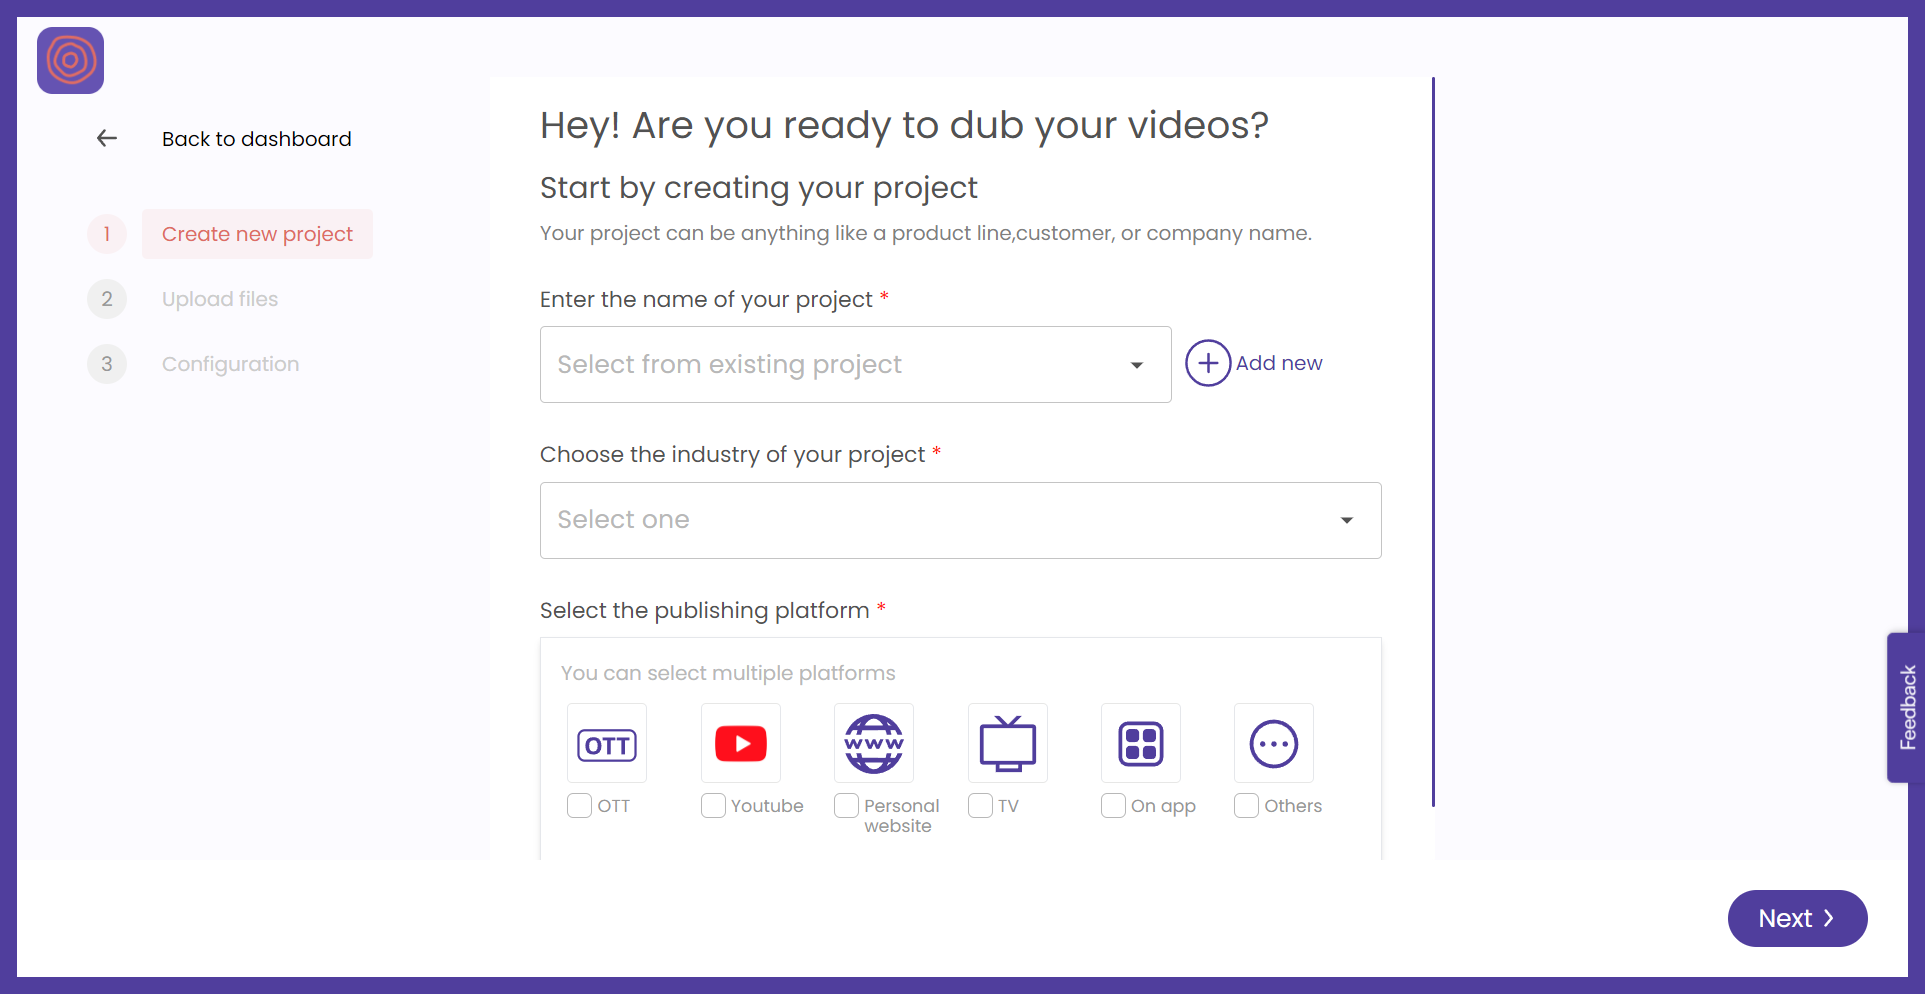 Back to dashboard
1 Create new project
2 Upload files
3 Configuration
Hey! Are you ready to dub your videos?
Start by creating your project
Your project can be anything like a product line,customer, or company name.
Enter the name of your project *
Select from existing project
Add new
Choose the industry of your project *
Select one
Select the publishing platform *
You can select multiple platforms
OTT
www
OTT
Youtube
Personal
website
TV
On app
Others
Feedback
Next